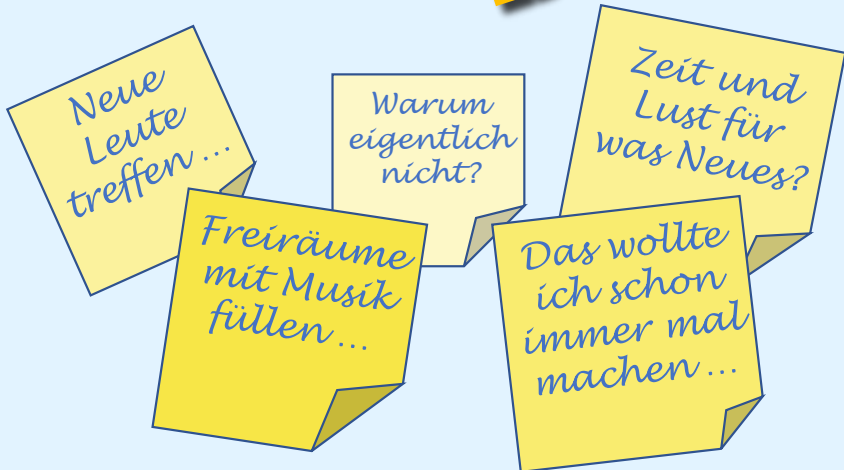 Neue
Leute
treffen ...
Warum
eigentlich
nicht?
Zeit und
Lust für
was Neues?
Freiräume
mit Musik
füllen ...
Das wollte
ich schon
immer mal
machen ...